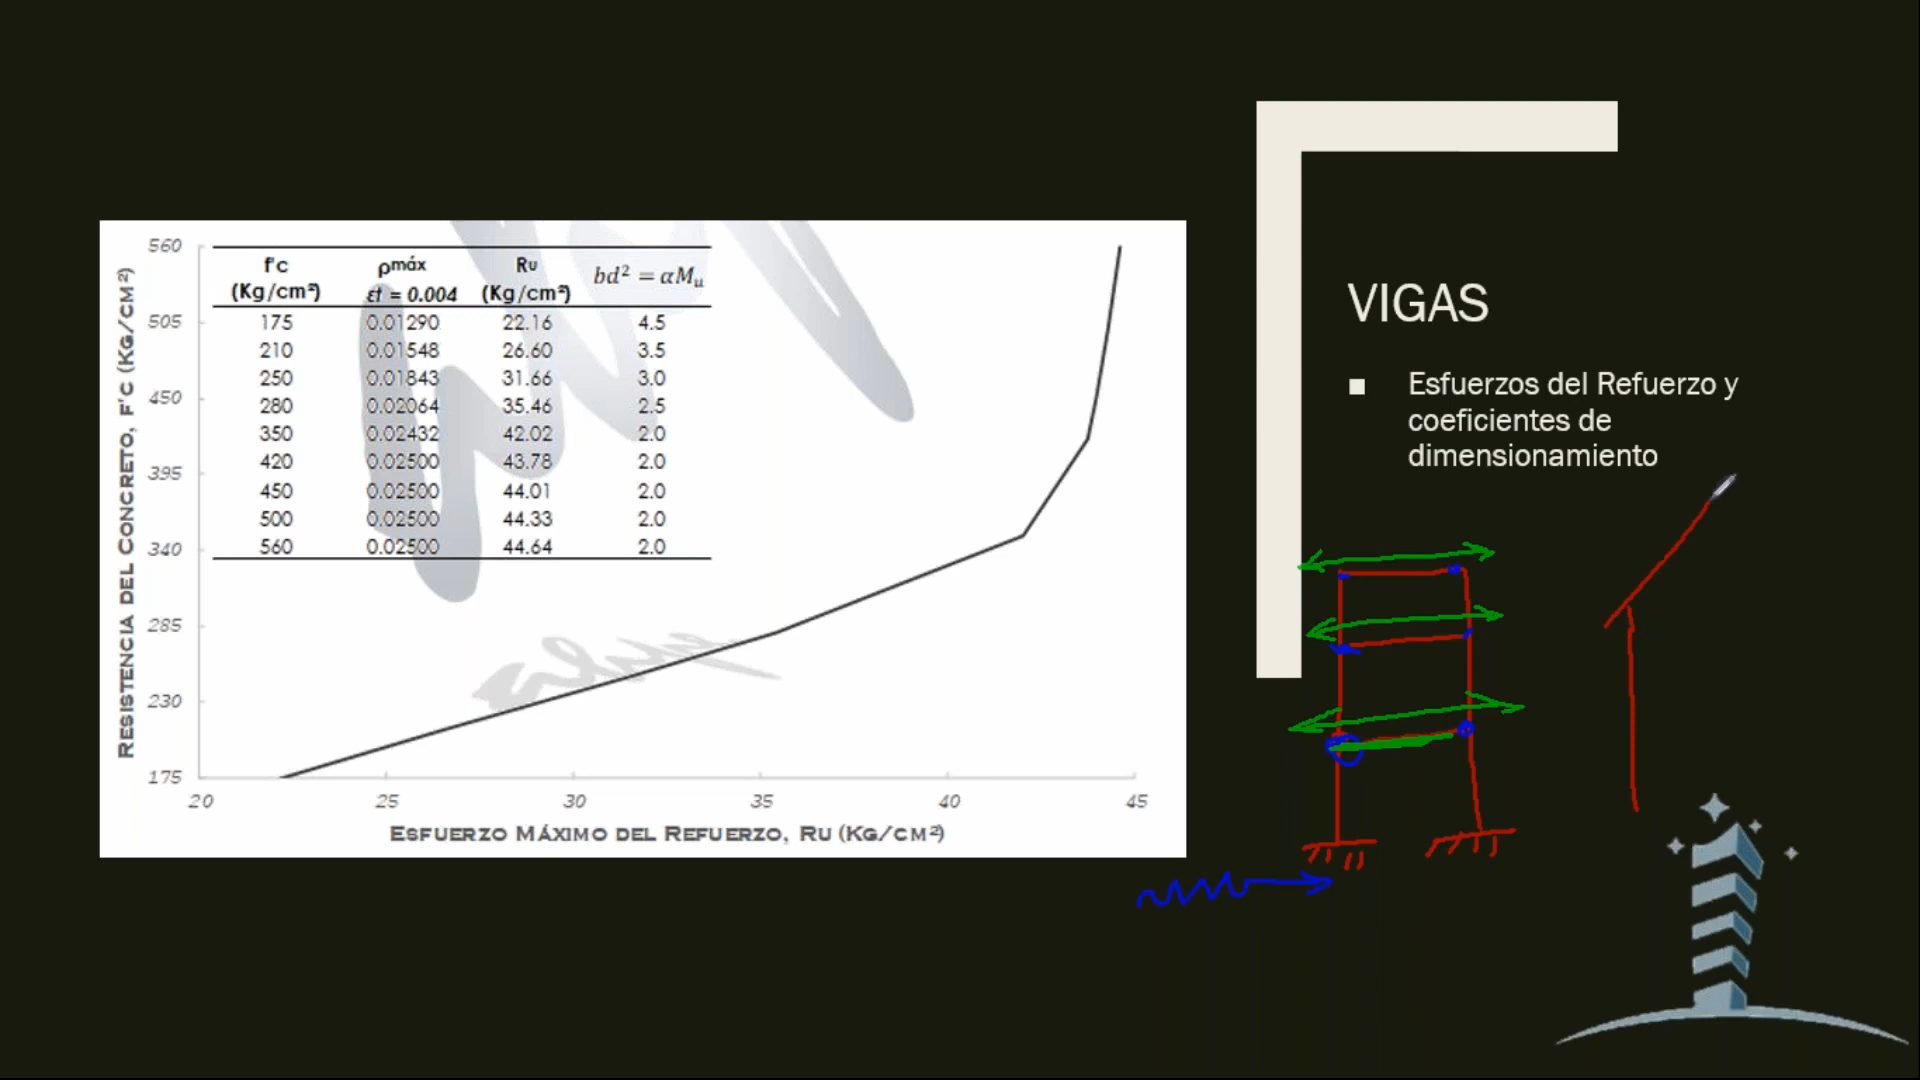 560
505
450
395
340
285
230
175
20 25 30 35 40 45
RESISTENCIA DEL CONCRETO, F'C (KG/CM²)
ESFUERZO MÁXIMO DEL REFUERZO, RU (KG/CM²)
f'c ρmáx Ru bd² = αMu
(Kg/cm²) εt = 0.004 (Kg/cm²)
175 0.01290 22.16 4.5
210 0.01548 26.60 3.5
250 0.01843 31.66 3.0
280 0.02064 35.46 2.5
350 0.02432 42.02 2.0
420 0.02500 43.78 2.0
450 0.02500 44.01 2.0
500 0.02500 44.33 2.0
560 0.02500 44.64 2.0
VIGAS
Esfuerzos del Refuerzo y
coeficientes de
dimensionamiento